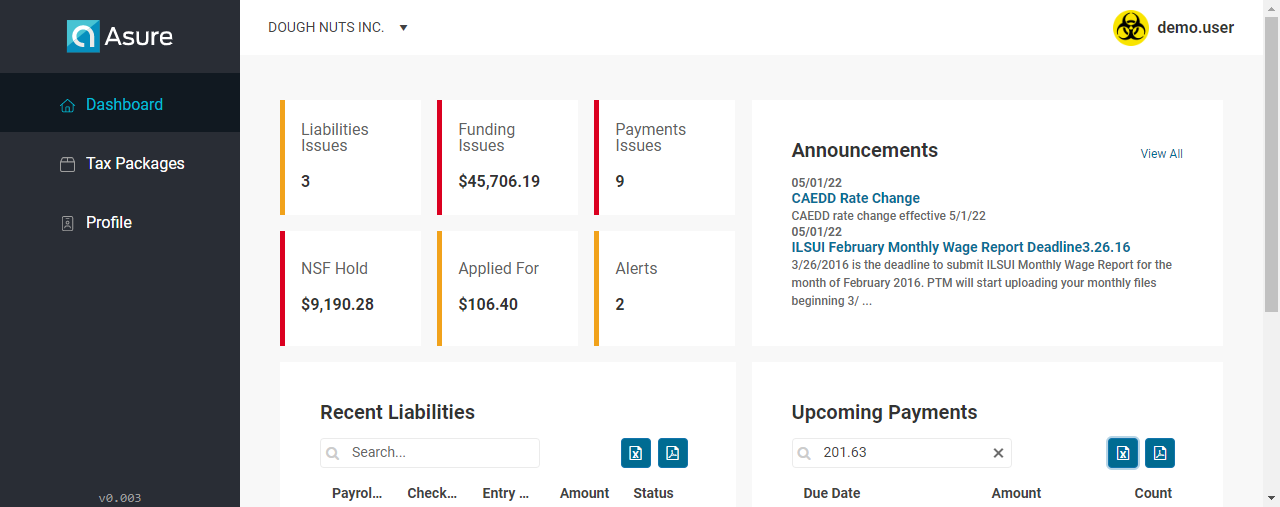 Asure
DOUGH NUTS INC.
demo.user
Dashboard
Tax Packages
Profile
v0.003
Liabilities
Issues
3
Funding
Issues
$45,706.19
Payments
Issues
9
NSF Hold
$9,190.28
Applied For
$106.40
Alerts
2
Announcements
View All
05/01/22
CAEDD Rate Change
CAEDD rate change effective 5/1/22
05/01/22
ILSUI February Monthly Wage Report Deadline3.26.16
3/26/2016 is the deadline to submit ILSUI Monthly Wage Report for the
month of February 2016. PTM will start uploading your monthly files
beginning 3/ ...
Recent Liabilities
Search...
Payrol... Check... Entry ... Amount Status
Upcoming Payments
201.63
Due Date Amount Count